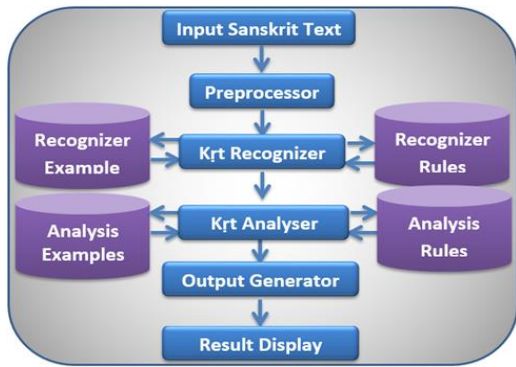 Input Sanskrit Text
Preprocessor
Recognizer
Example
Kṛt Recognizer
Recognizer
Rules
Analysis
Examples
Kṛt Analyser
Analysis
Rules
Output Generator
Result Display